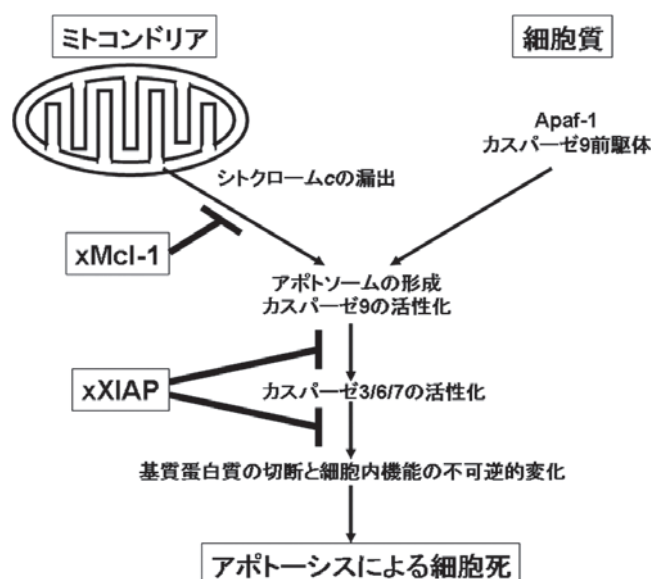 ミトコンドリア
細胞質
Apaf-1
カスパーゼ9前駆体
シトクロームcの漏出
xMcl-1
アポトソームの形成
カスパーゼ9の活性化
xXIAP
カスパーゼ3/6/7の活性化
基質蛋白質の切断と細胞内機能の不可逆的変化
アポトーシスによる細胞死